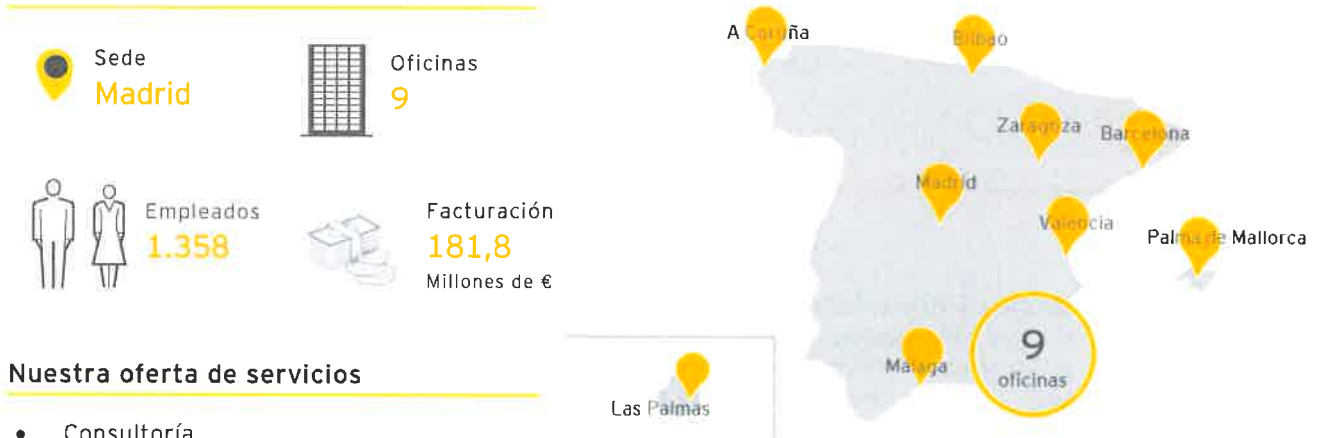 Sede
Madrid
Oficinas
9
Empleados
1.358
Facturación
181,8
Millones de €
Nuestra oferta de servicios
• Consultoría
A Coruña
Bilbao
Zaragoza
Barcelona
Madrid
Valencia
Palma de Mallorca
9
oficinas
Málaga
Las Palmas